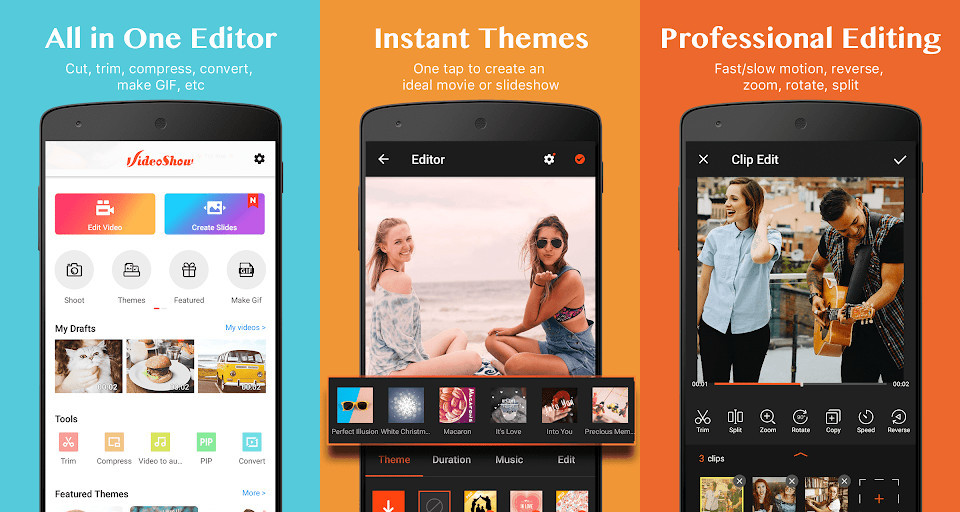 All in One Editor
Cut, trim, compress, convert,
make GIF, etc
VideoShow
Edit Video
N
Create Slides
GIF
Shoot
Themes
Featured
Make Gif
My Drafts
My videos >
00:02
00:02
00:02
Tools
PIP
Trim
Compress
Video to au...
PIP
Convert
Featured Themes
More >
Instant Themes
One tap to create an
ideal movie or slideshow
Editor
Perfect Illusion
White Christm...
Macaron
It's Love
Into You
Precious Mem...
Theme
Duration
Music
Edit
Professional Editing
Fast/slow motion, reverse,
zoom, rotate, split
Clip Edit
00:01
00:02
90°
Trim
Split
Zoom
Rotate
Copy
Speed
Reverse
3 clips